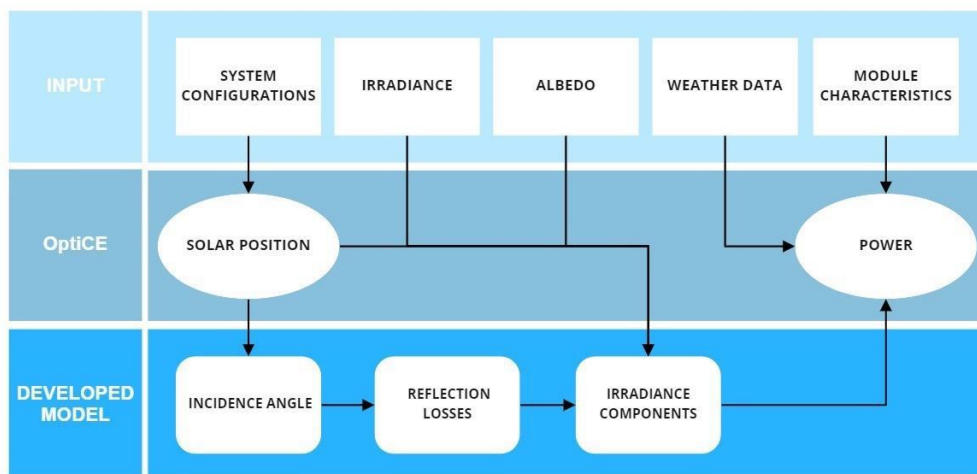 INPUT
SYSTEM
CONFIGURATIONS
IRRADIANCE
ALBEDO
WEATHER DATA
MODULE
CHARACTERISTICS
OptiCE
SOLAR POSITION
POWER
DEVELOPED
MODEL
INCIDENCE ANGLE
REFLECTION
LOSSES
IRRADIANCE
COMPONENTS